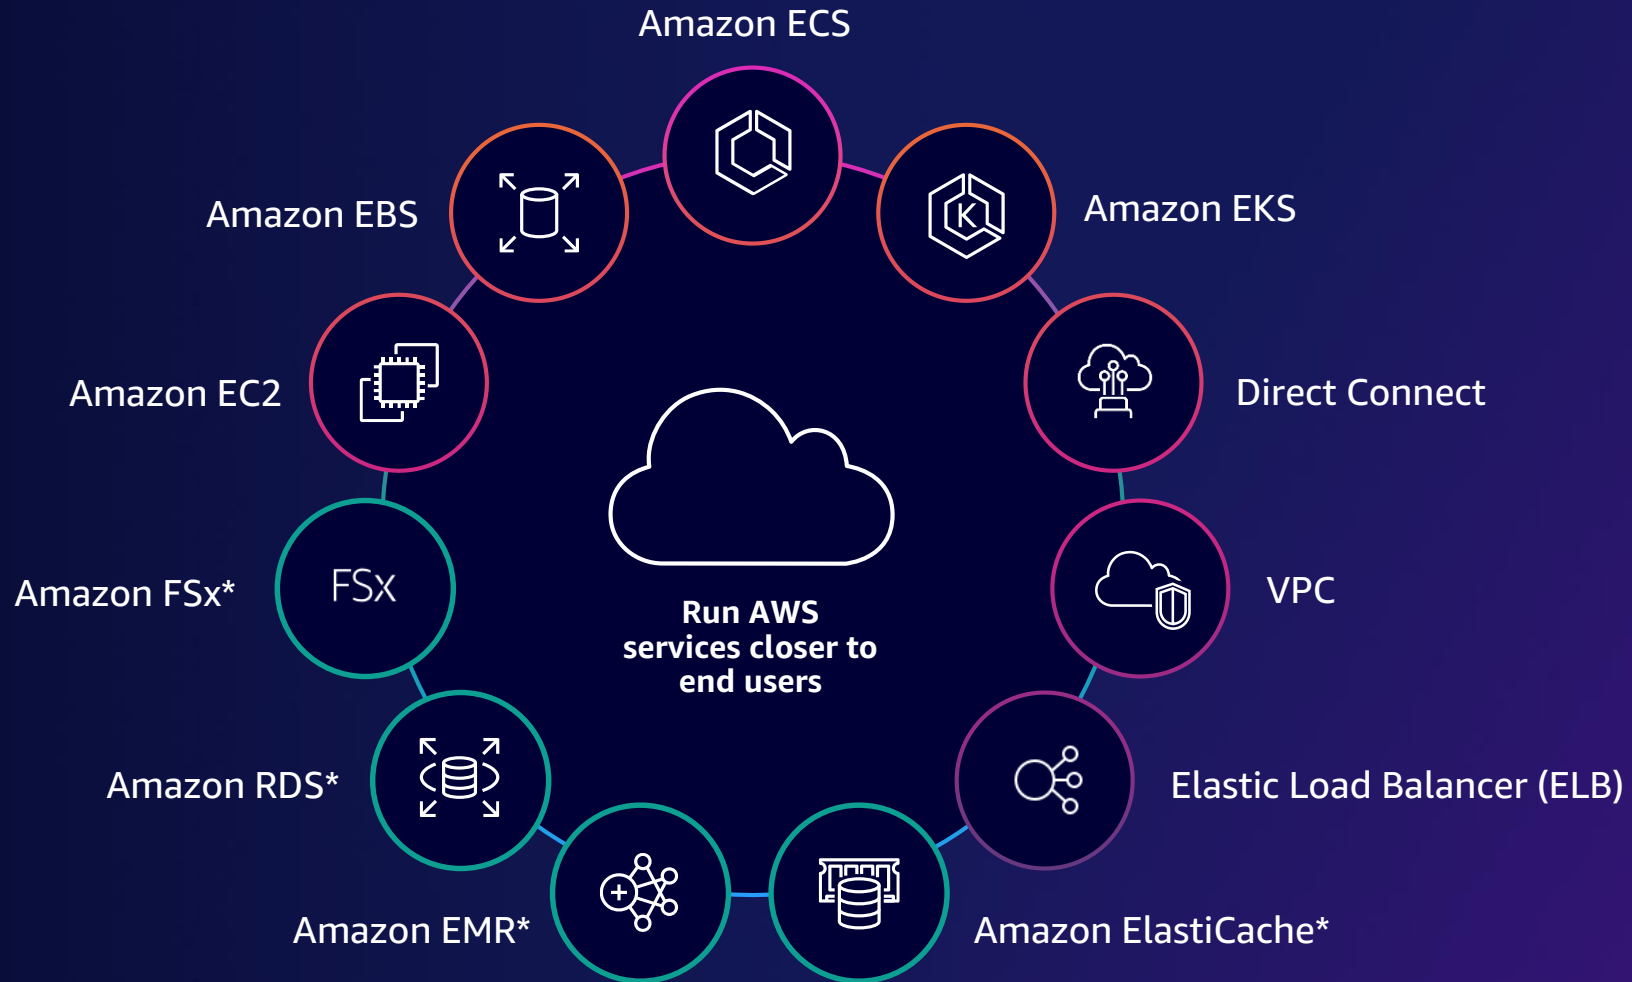 Amazon ECS
Amazon EBS
Amazon EKS
K
Amazon EC2
Direct Connect
Amazon FSx*
FSx
VPC
Run AWS
services closer to
end users
Amazon RDS*
Elastic Load Balancer (ELB)
Amazon EMR*
Amazon ElastiCache*